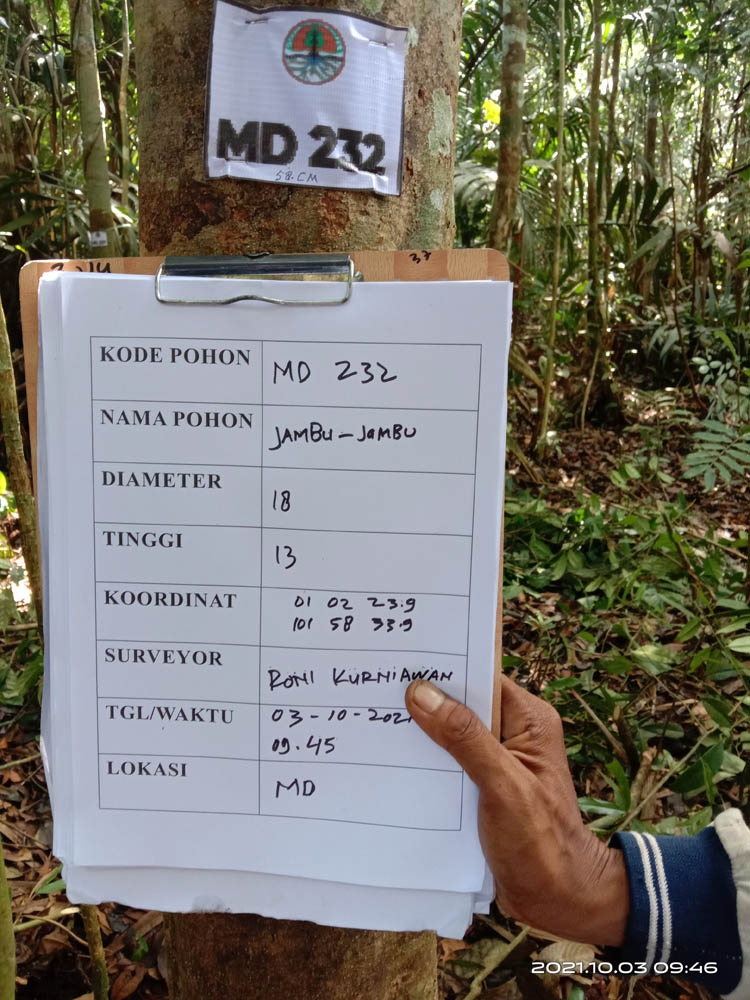 MD 232
58.CM
KODE POHON MD 232
NAMA POHON JAMBU-JAMBU
DIAMETER 18
TINGGI 13
KOORDINAT 01 02 23.9
101 58 33.9
SURVEYOR RONI KURNIAWAN
TGL/WAKTU 03-10-2021
09.45
LOKASI MD
2021.10.03 09:46